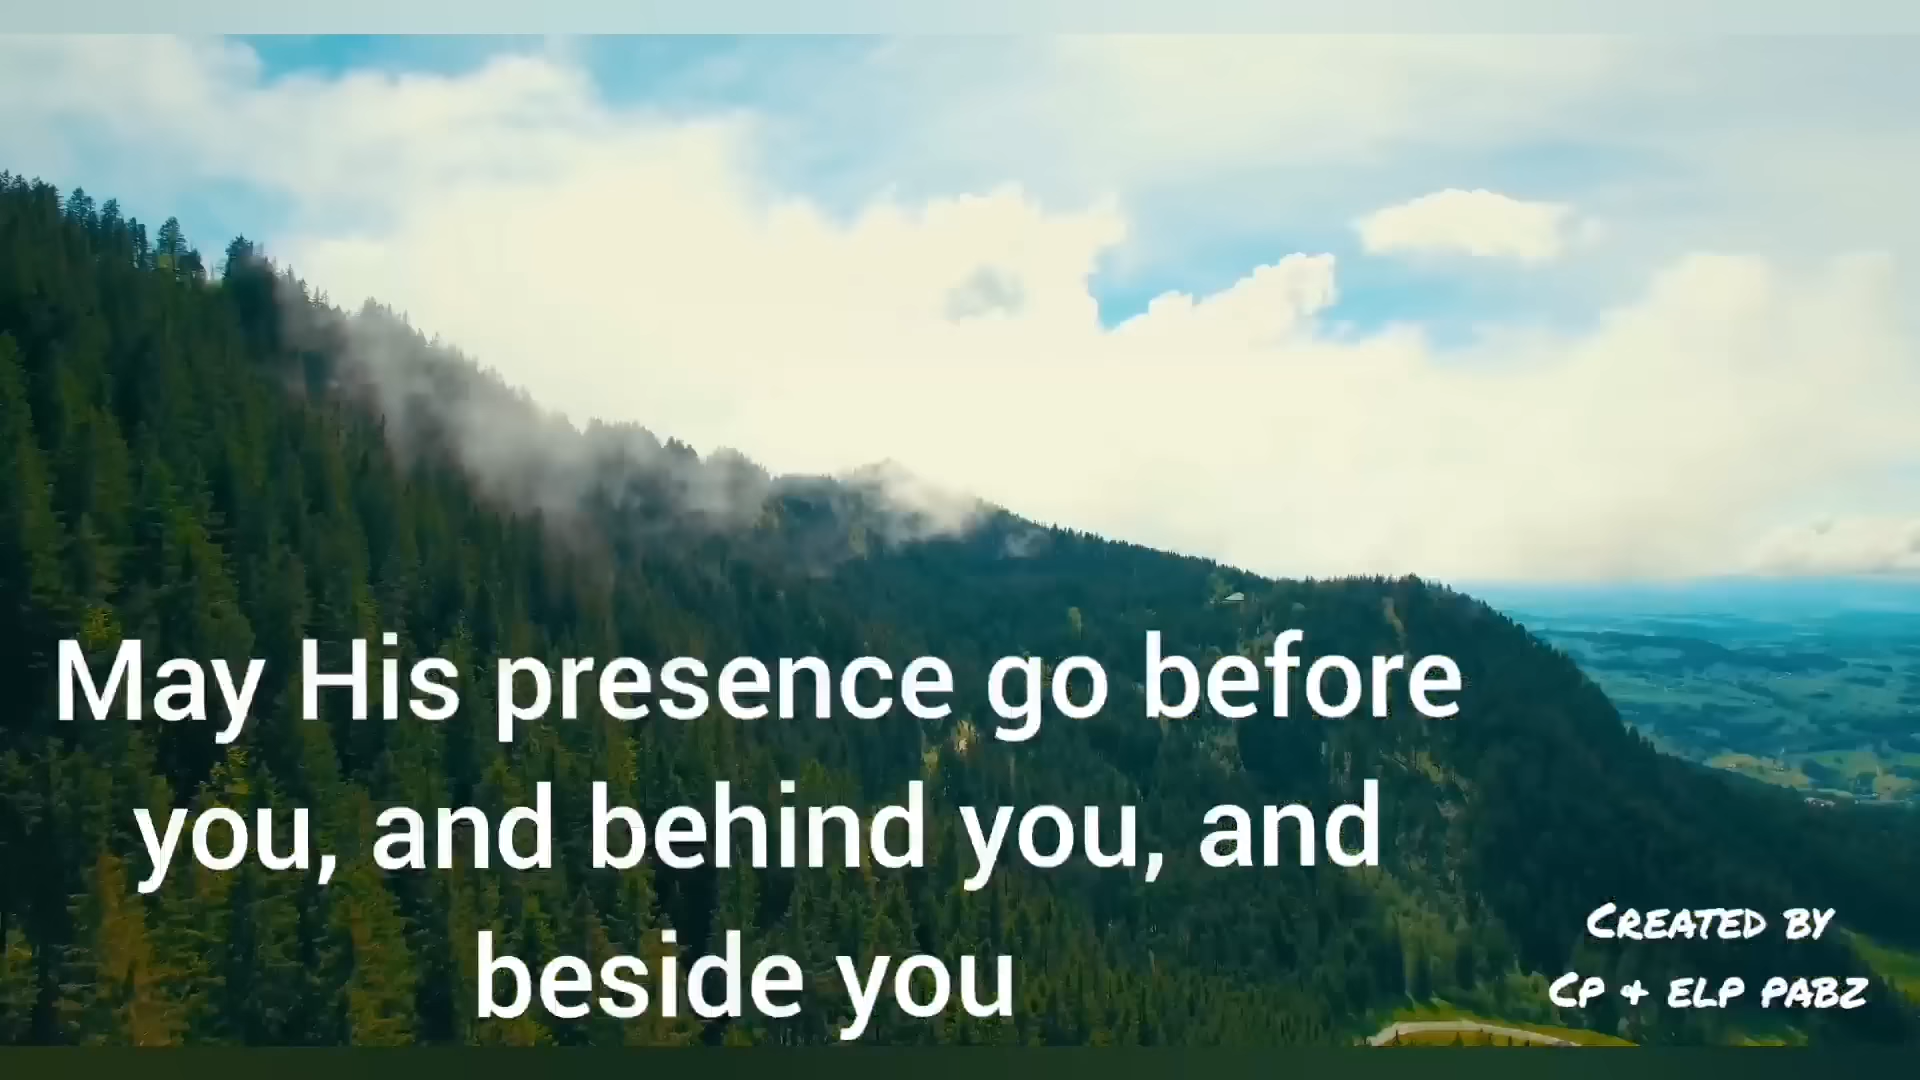 May His presence go before
you, and behind you, and
beside you
CREATED BY
CP & ELP PABZ